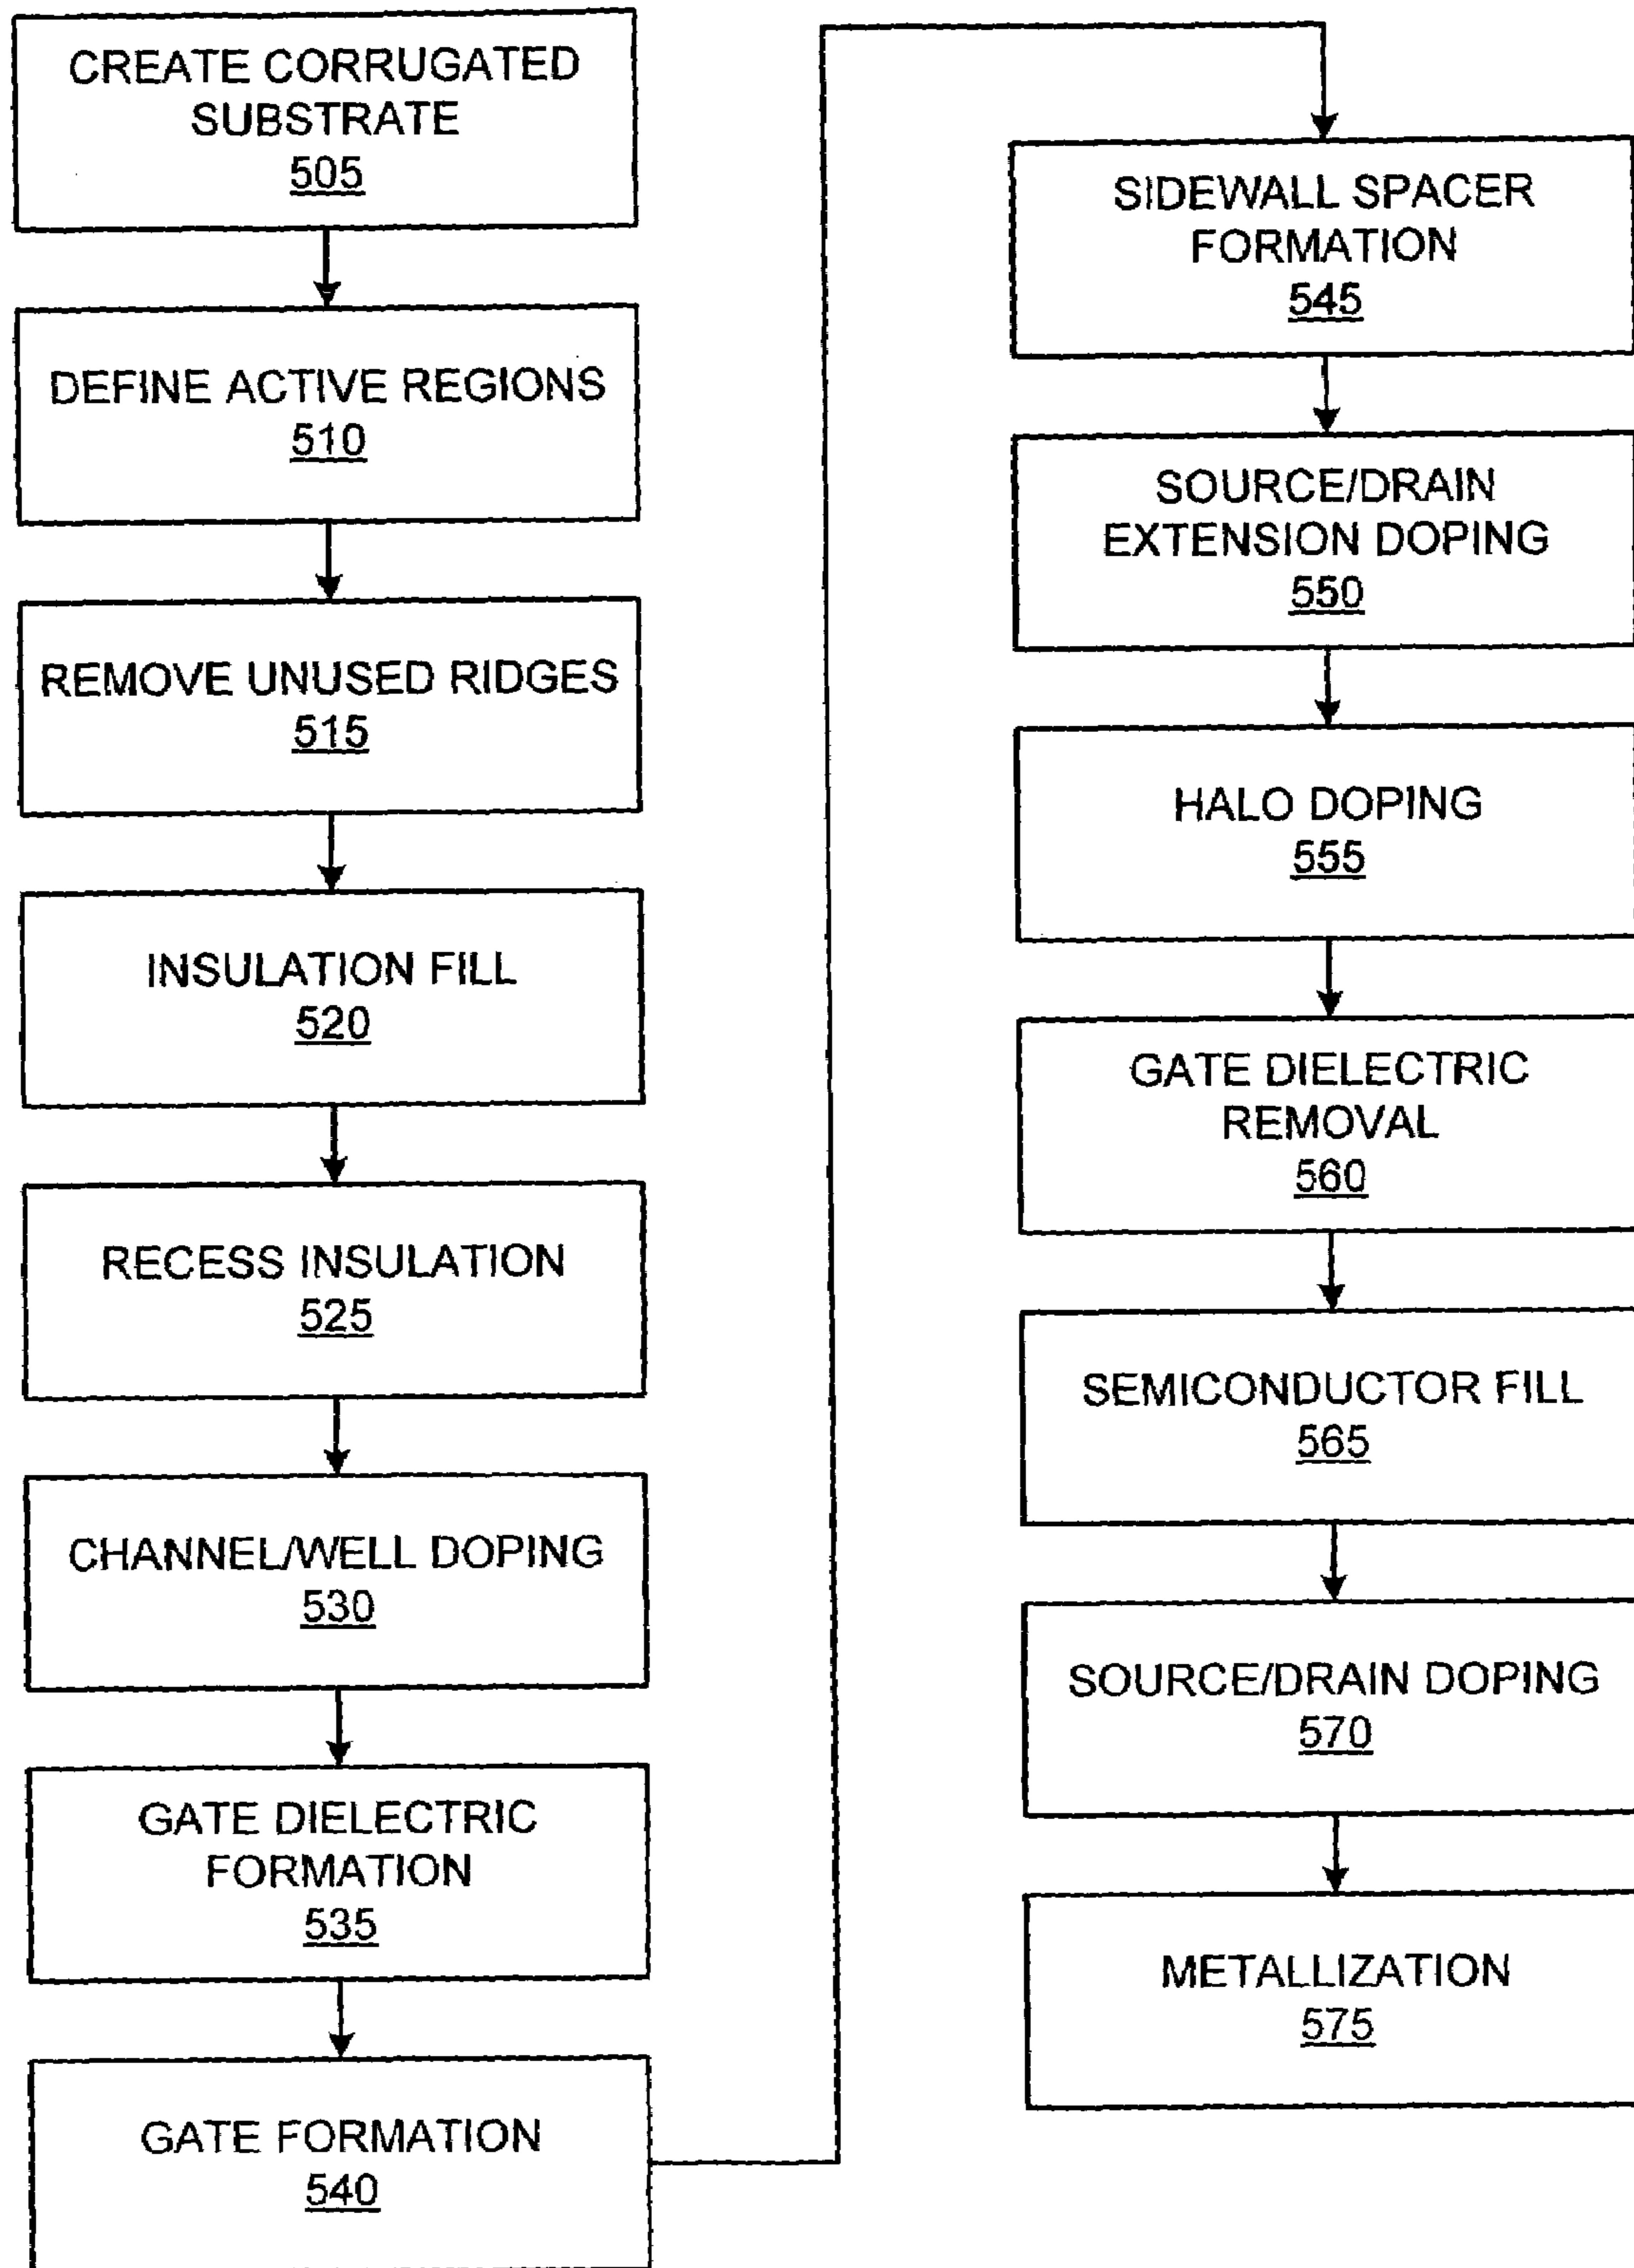 CREATE CORRUGATED
SUBSTRATE
505
DEFINE ACTIVE REGIONS
510
REMOVE UNUSED RIDGES
515
INSULATION FILL
520
RECESS INSULATION
525
CHANNEL/WELL DOPING
530
GATE DIELECTRIC
FORMATION
535
GATE FORMATION
540
SIDEWALL SPACER
FORMATION
545
SOURCE/DRAIN
EXTENSION DOPING
550
HALO DOPING
555
GATE DIELECTRIC
REMOVAL
560
SEMICONDUCTOR FILL
565
SOURCE/DRAIN DOPING
570
METALLIZATION
575